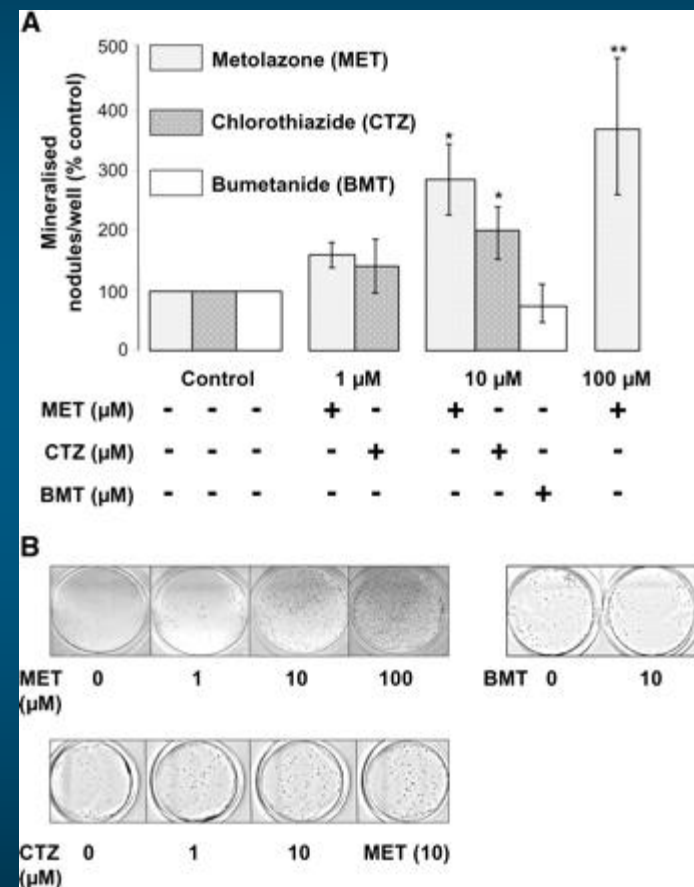 A
Mineralised
nodules/well (% control)
500
400
300
200
100
0
Metolazone (MET)
Chlorothiazide (CTZ)
Bumetanide (BMT)
*
*
**
Control 1 µM 10 µM 100 µM
MET (µM) - - - + - + - - +
CTZ (µM) - - - - + - + - -
BMT (µM) - - - - - - - + -
B
MET 0 1 10 100
(µM)
BMT 0 10
CTZ 0 1 10 MET (10)
(µM)